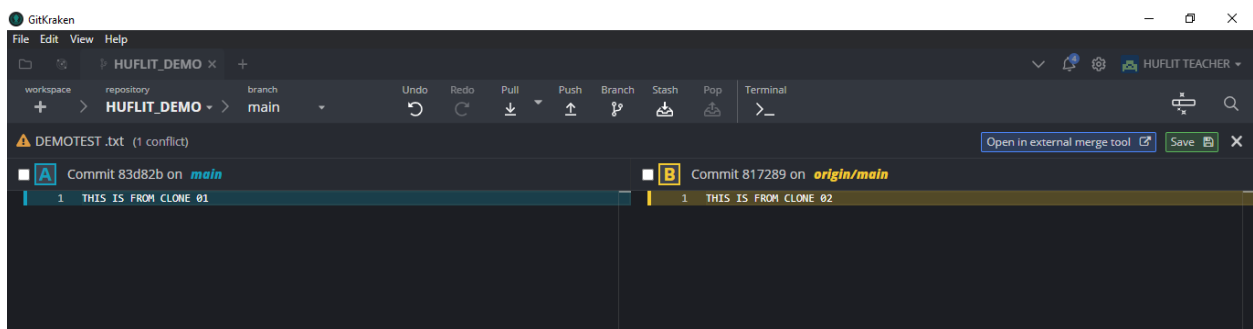 GitKraken
File Edit View Help
HUFLIT_DEMO
4
HUFLIT TEACHER
workspace repository branch Undo Redo Pull Push Branch Stash Pop Terminal
HUFLIT_DEMO main
DEMOTEST .txt (1 conflict) Open in external merge tool Save
A Commit 83d82b on main B Commit 817289 on origin/main
1 THIS IS FROM CLONE 01 1 THIS IS FROM CLONE 02